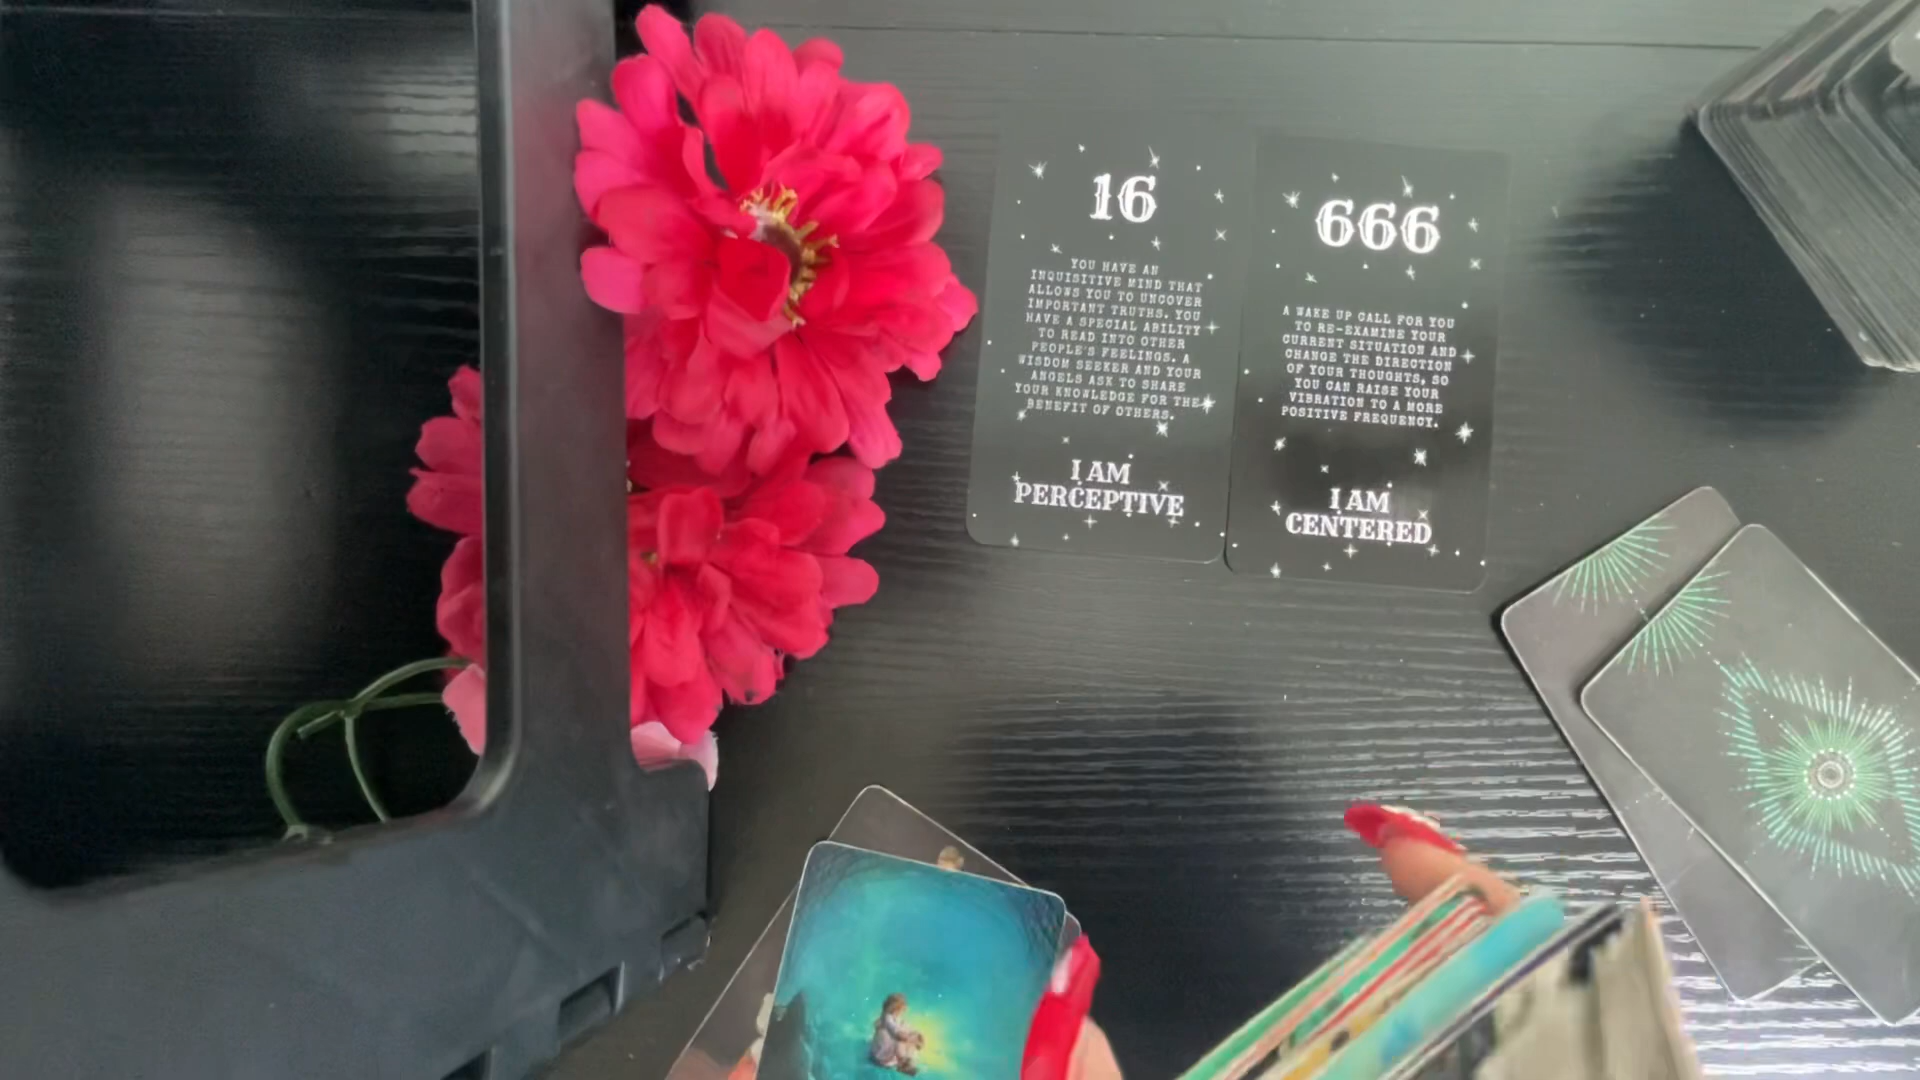 16
YOU HAVE AN
INQUISITIVE MIND THAT
ALLOWS YOU TO UNCOVER
IMPORTANT TRUTHS. YOU
HAVE A SPECIAL ABILITY
TO READ INTO OTHER
PEOPLE'S FEELINGS. A
WISDOM SEEKER AND YOUR
ANGELS ASK TO SHARE
YOUR KNOWLEDGE FOR THE
BENEFIT OF OTHERS.
I AM
PERCEPTIVE
666
A WAKE UP CALL FOR YOU
TO RE-EXAMINE YOUR
CURRENT SITUATION AND
CHANGE THE DIRECTION
OF YOUR THOUGHTS, SO
YOU CAN RAISE YOUR
VIBRATION TO A MORE
POSITIVE FREQUENCY.
I AM
CENTERED